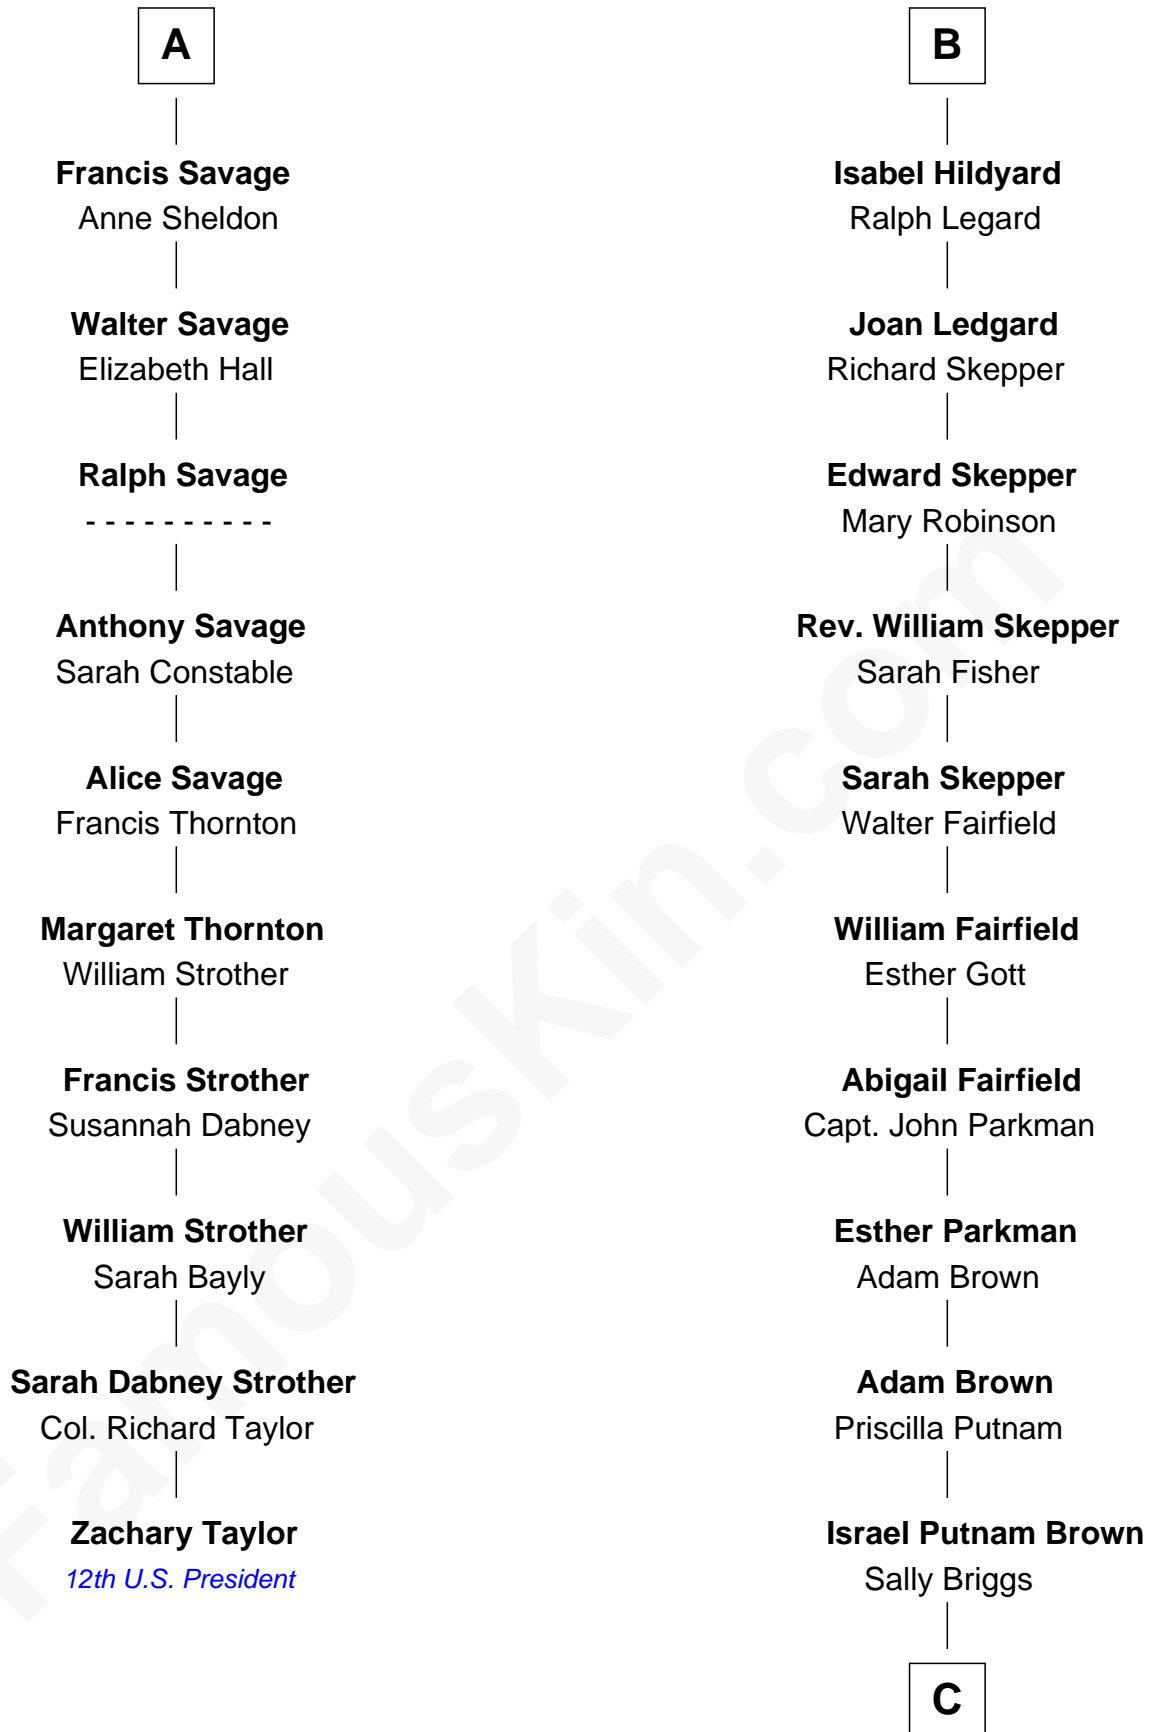 A
Francis Savage
Anne Sheldon
Walter Savage
Elizabeth Hall
Ralph Savage
- - - - - - - - - -
Anthony Savage
Sarah Constable
Alice Savage
Francis Thornton
Margaret Thornton
William Strother
Francis Strother
Susannah Dabney
William Strother
Sarah Bayly
Sarah Dabney Strother
Col. Richard Taylor
Zachary Taylor
12th U.S. President
B
Isabel Hildyard
Ralph Legard
Joan Ledgard
Richard Skepper
Edward Skepper
Mary Robinson
Rev. William Skepper
Sarah Fisher
Sarah Skepper
Walter Fairfield
William Fairfield
Esther Gott
Abigail Fairfield
Capt. John Parkman
Esther Parkman
Adam Brown
Adam Brown
Priscilla Putnam
Israel Putnam Brown
Sally Briggs
C
FamousKin.com